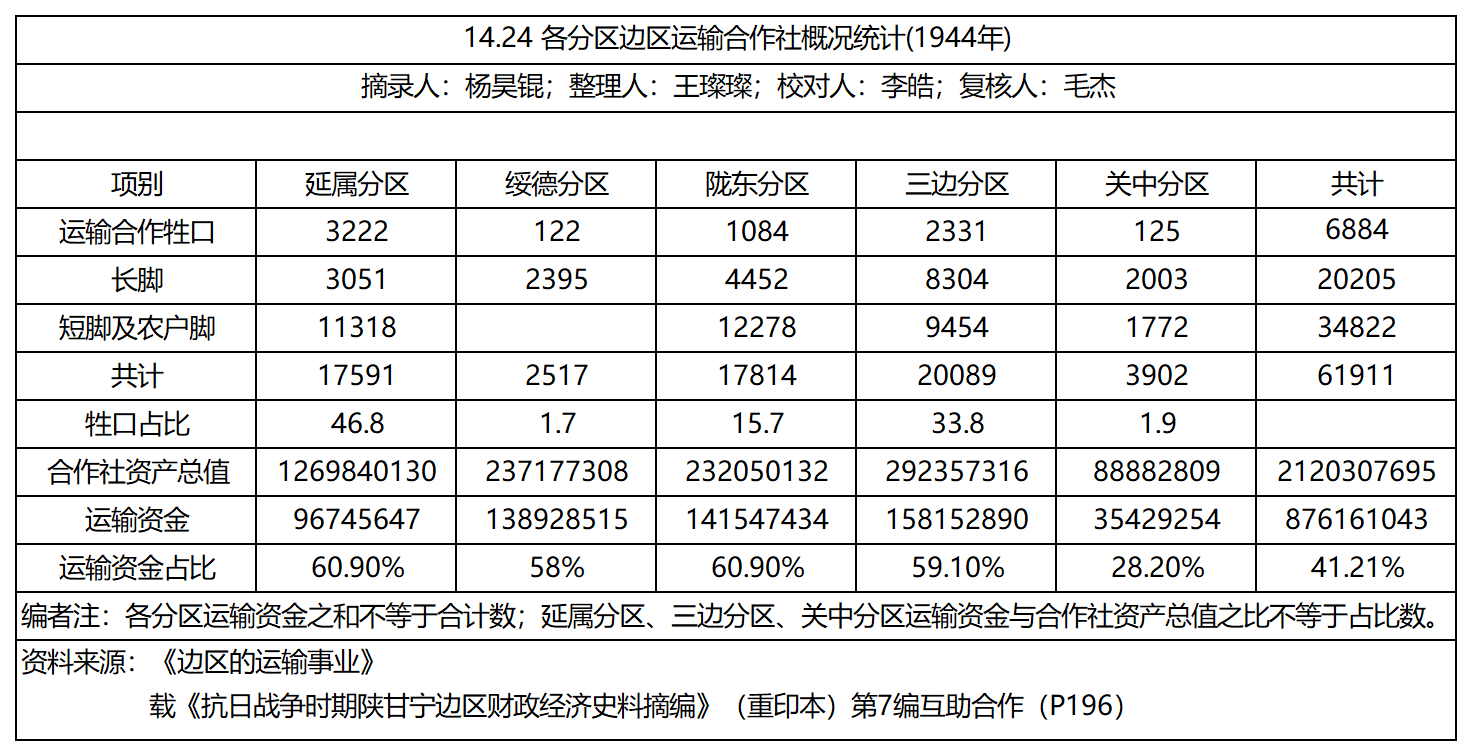 14.24 各分区边区运输合作社概况统计(1944年)
摘录人：杨昊锟；整理人：王璨璨；校对人：李皓；复核人：毛杰
项别 延属分区 绥德分区 陇东分区 三边分区 关中分区 共计
运输合作牲口 3222 122 1084 2331 125 6884
长脚 3051 2395 4452 8304 2003 20205
短脚及农户脚 11318 12278 9454 1772 34822
共计 17591 2517 17814 20089 3902 61911
牲口占比 46.8 1.7 15.7 33.8 1.9
合作社资产总值 1269840130 237177308 232050132 292357316 88882809 2120307695
运输资金 96745647 138928515 141547434 158152890 35429254 876161043
运输资金占比 60.90% 58% 60.90% 59.10% 28.20% 41.21%
编者注：各分区运输资金之和不等于合计数；延属分区、三边分区、关中分区运输资金与合作社资产总值之比不等于占比数。
资料来源：《边区的运输事业》
载《抗日战争时期陕甘宁边区财政经济史料摘编》（重印本）第7编互助合作（P196）